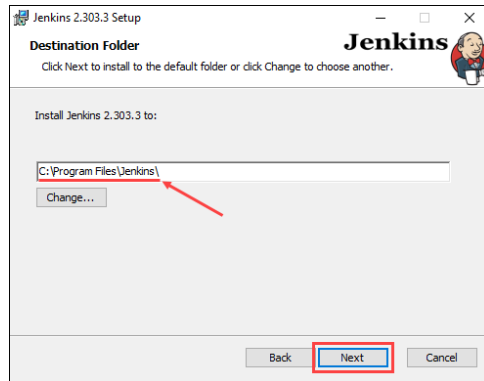 Jenkins 2.303.3 Setup
Destination Folder
Jenkins
Click Next to install to the default folder or click Change to choose another.
Install Jenkins 2.303.3 to:
C:\Program Files\Jenkins\
Change...
Back
Next
Cancel